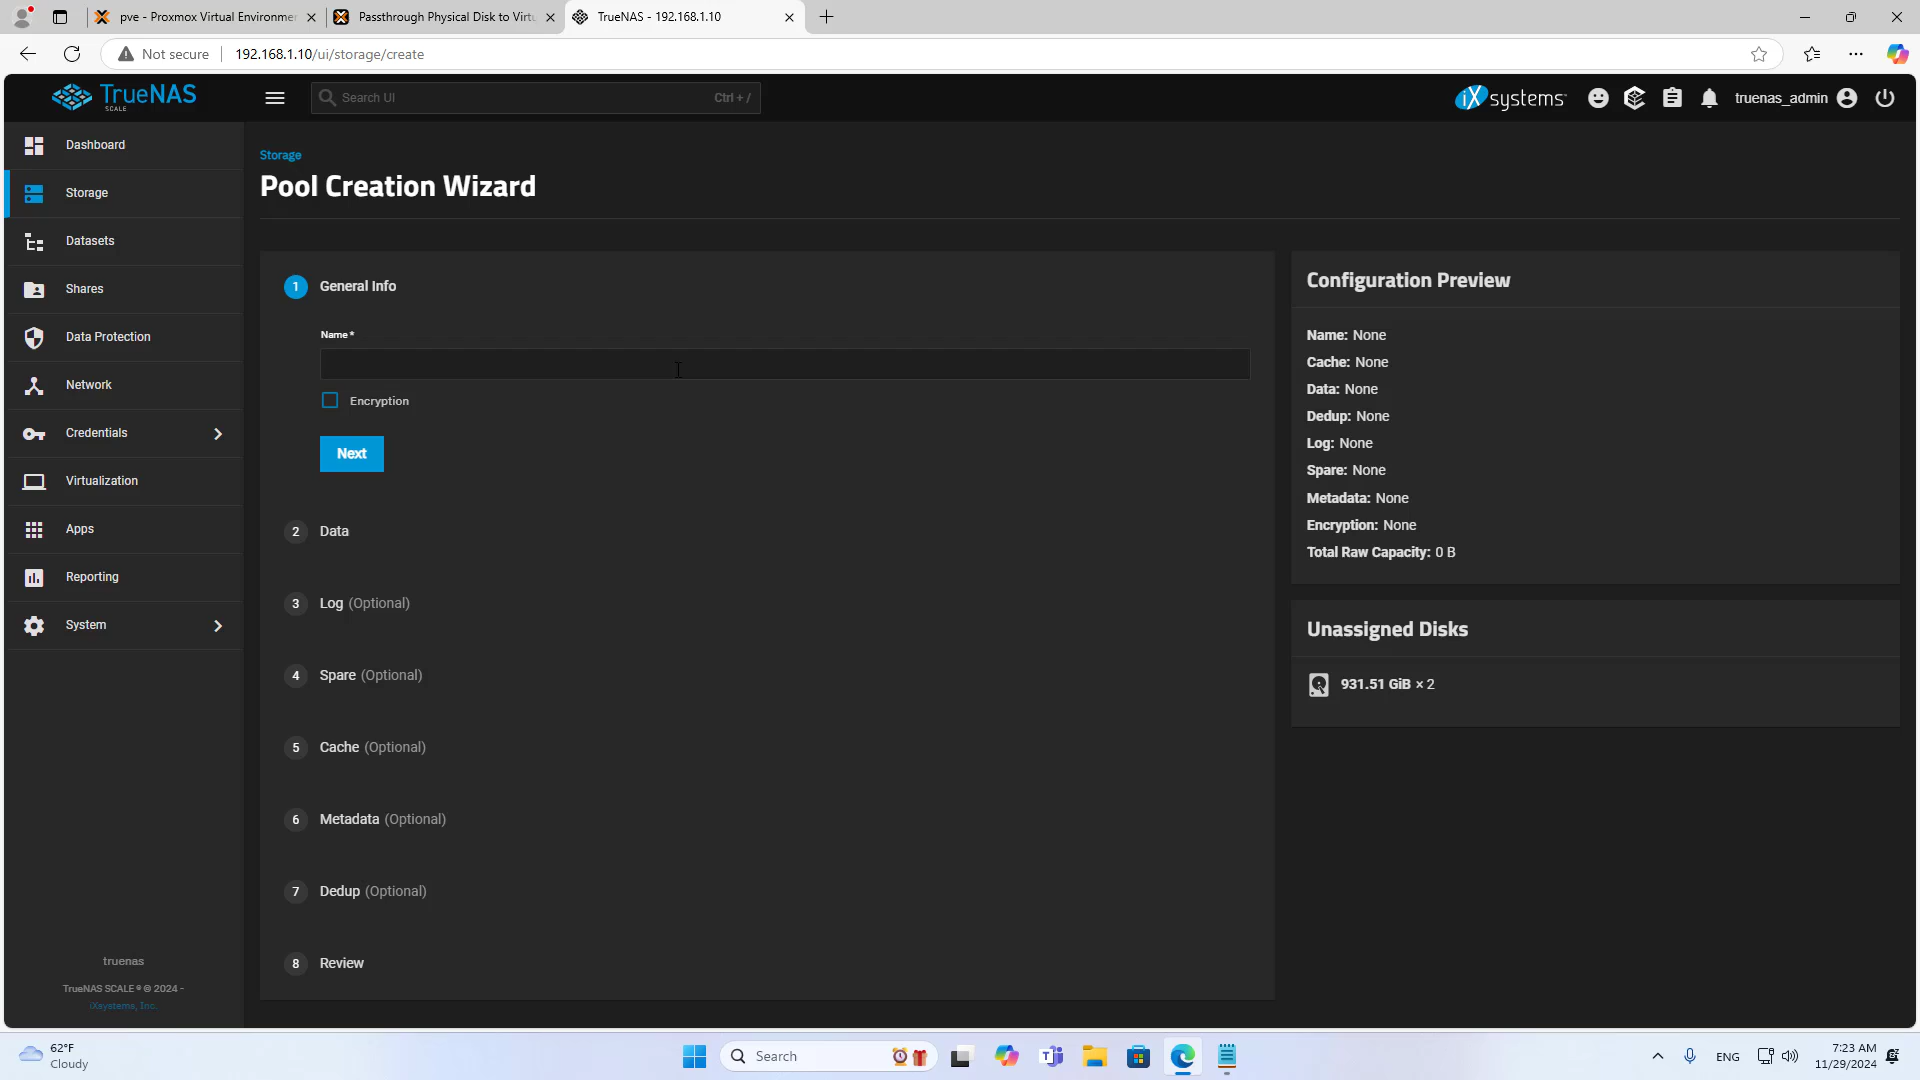 pve - Proxmox Virtual Environmer
Passthrough Physical Disk to Virtu
TrueNAS - 192.168.1.10
Not secure
192.168.1.10/ui/storage/create
TrueNAS
SCALE
Search UI
Ctrl + /
iXsystems
truenas_admin
Dashboard
Storage
Datasets
Shares
Data Protection
Network
Credentials
Virtualization
Apps
Reporting
System
truenas
TrueNAS SCALE ® © 2024 -
iXsystems, Inc.
Storage
Pool Creation Wizard
1 General Info
Name *
Encryption
Next
2 Data
3 Log (Optional)
4 Spare (Optional)
5 Cache (Optional)
6 Metadata (Optional)
7 Dedup (Optional)
8 Review
Configuration Preview
Name: None
Cache: None
Data: None
Dedup: None
Log: None
Spare: None
Metadata: None
Encryption: None
Total Raw Capacity: 0 B
Unassigned Disks
931.51 GiB × 2
62°F
Cloudy
Search
ENG
7:23 AM
11/29/2024